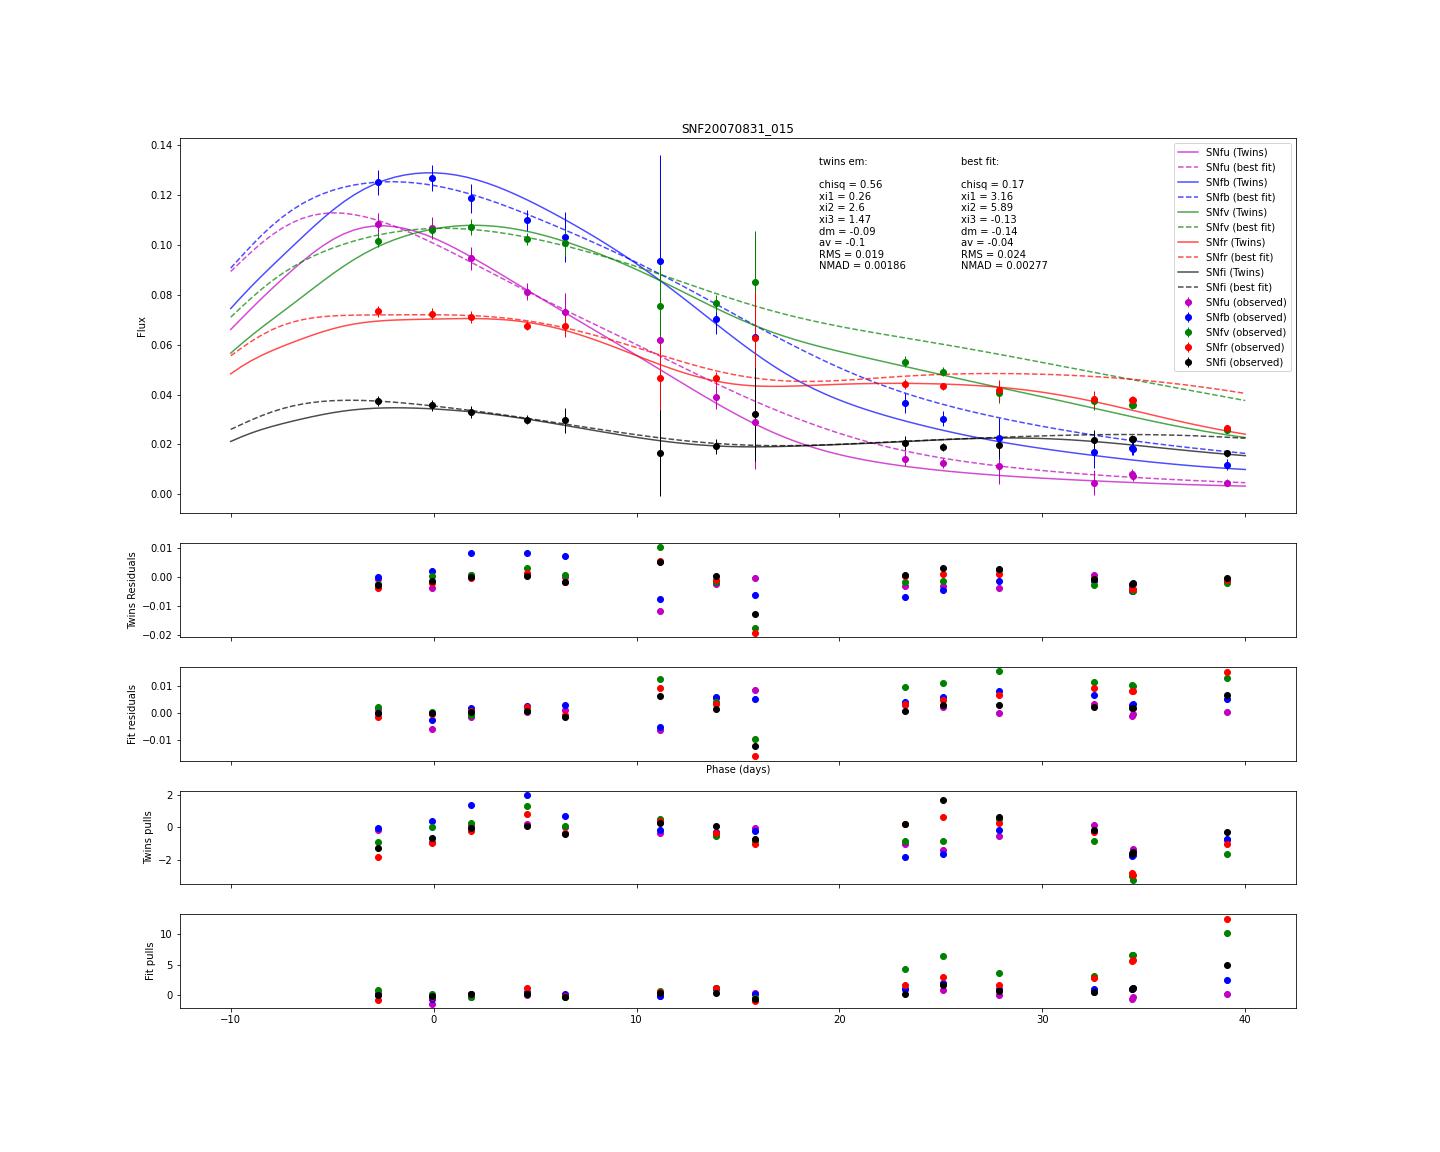 SNF20070831_015
Flux
0.14
0.12
0.10
0.08
0.06
0.04
0.02
0.00
twins em:
chisq = 0.56
xi1 = 0.26
xi2 = 2.6
xi3 = 1.47
dm = -0.09
av = -0.1
RMS = 0.019
NMAD = 0.00186
best fit:
chisq = 0.17
xi1 = 3.16
xi2 = 5.89
xi3 = -0.13
dm = -0.14
av = -0.04
RMS = 0.024
NMAD = 0.00277
SNfu (Twins)
SNfu (best fit)
SNfb (Twins)
SNfb (best fit)
SNfv (Twins)
SNfv (best fit)
SNfr (Twins)
SNfr (best fit)
SNfi (Twins)
SNfi (best fit)
SNfu (observed)
SNfb (observed)
SNfv (observed)
SNfr (observed)
SNfi (observed)
Twins Residuals
0.01
0.00
−0.01
−0.02
Fit residuals
0.01
0.00
−0.01
Phase (days)
Twins pulls
2
0
−2
Fit pulls
10
5
0
−10
0
10
20
30
40